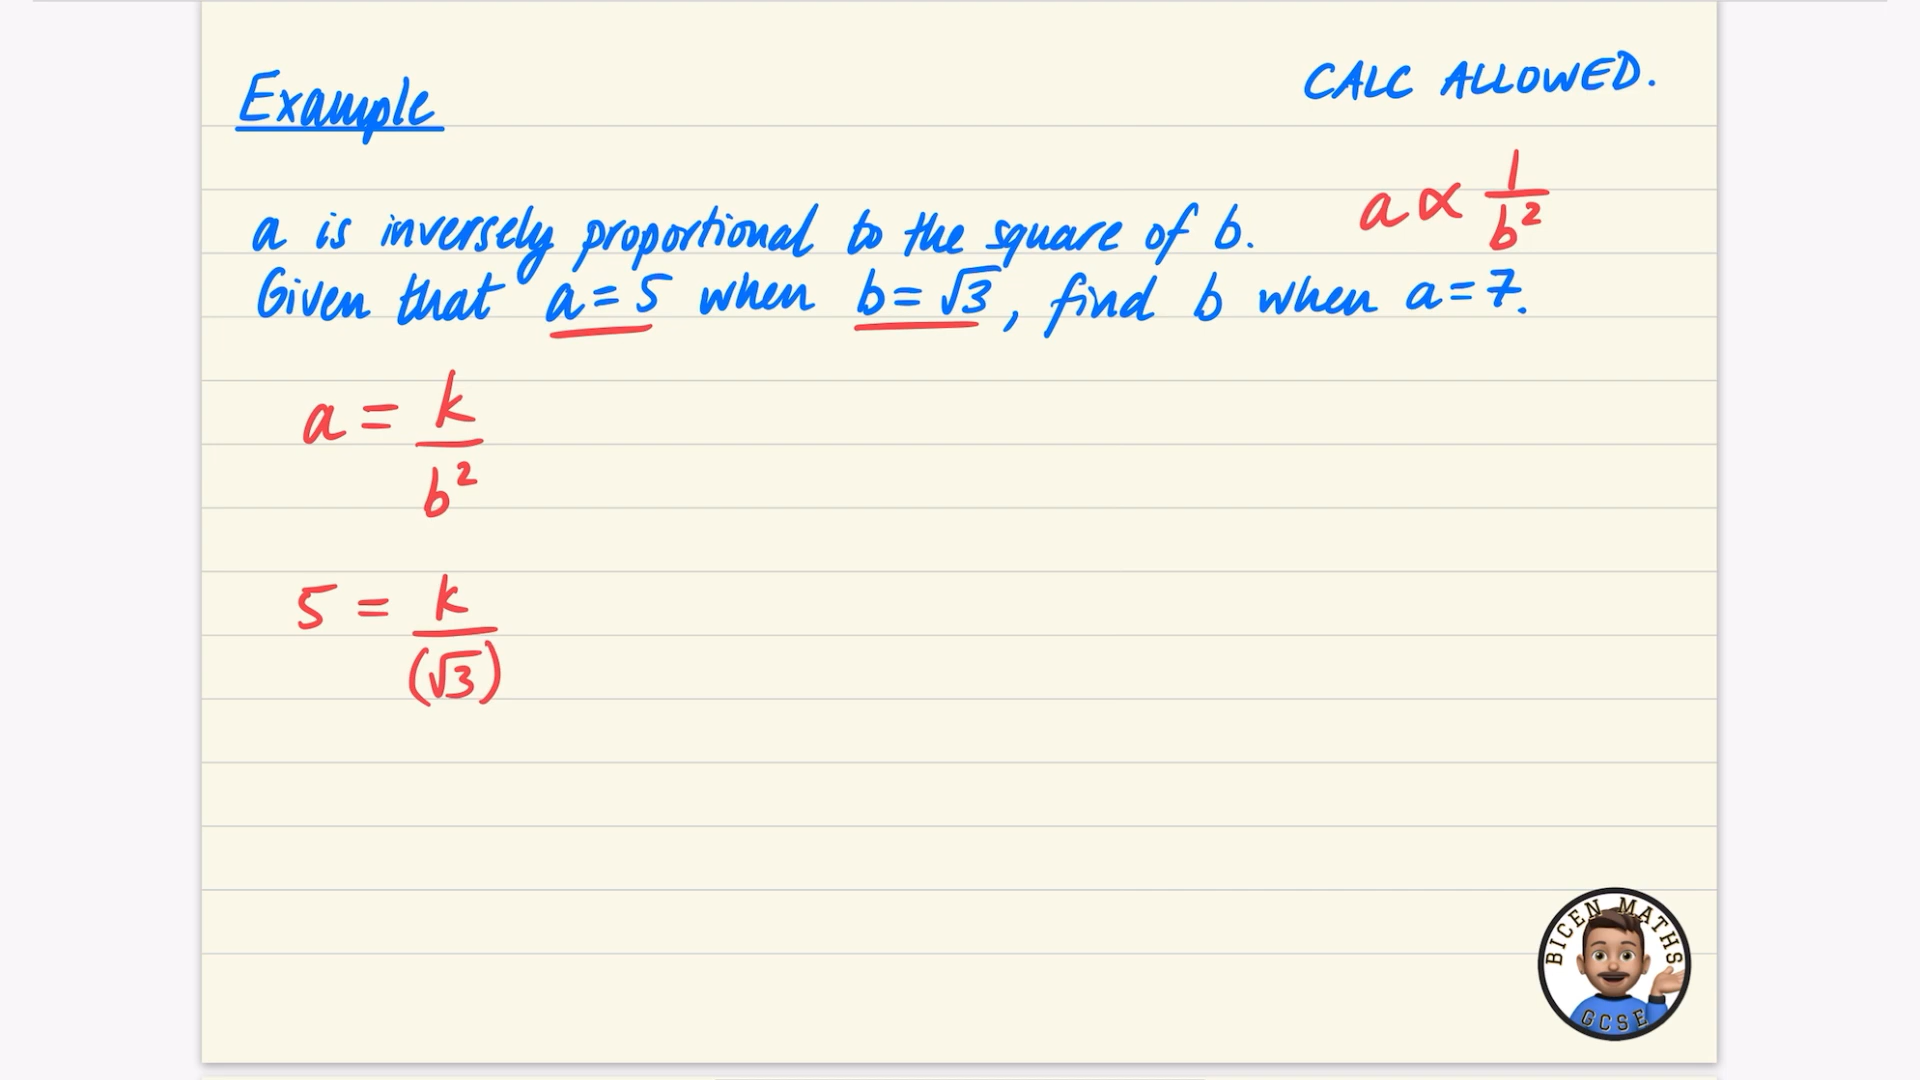 Example
CALC ALLOWED.
a is inversely proportional to the square of b.
a ∝ 1/b²
Given that a = 5 when b = √3, find b when a = 7.
a = k/b²
5 = k/(√3)
BICEN MATHS
GCSE